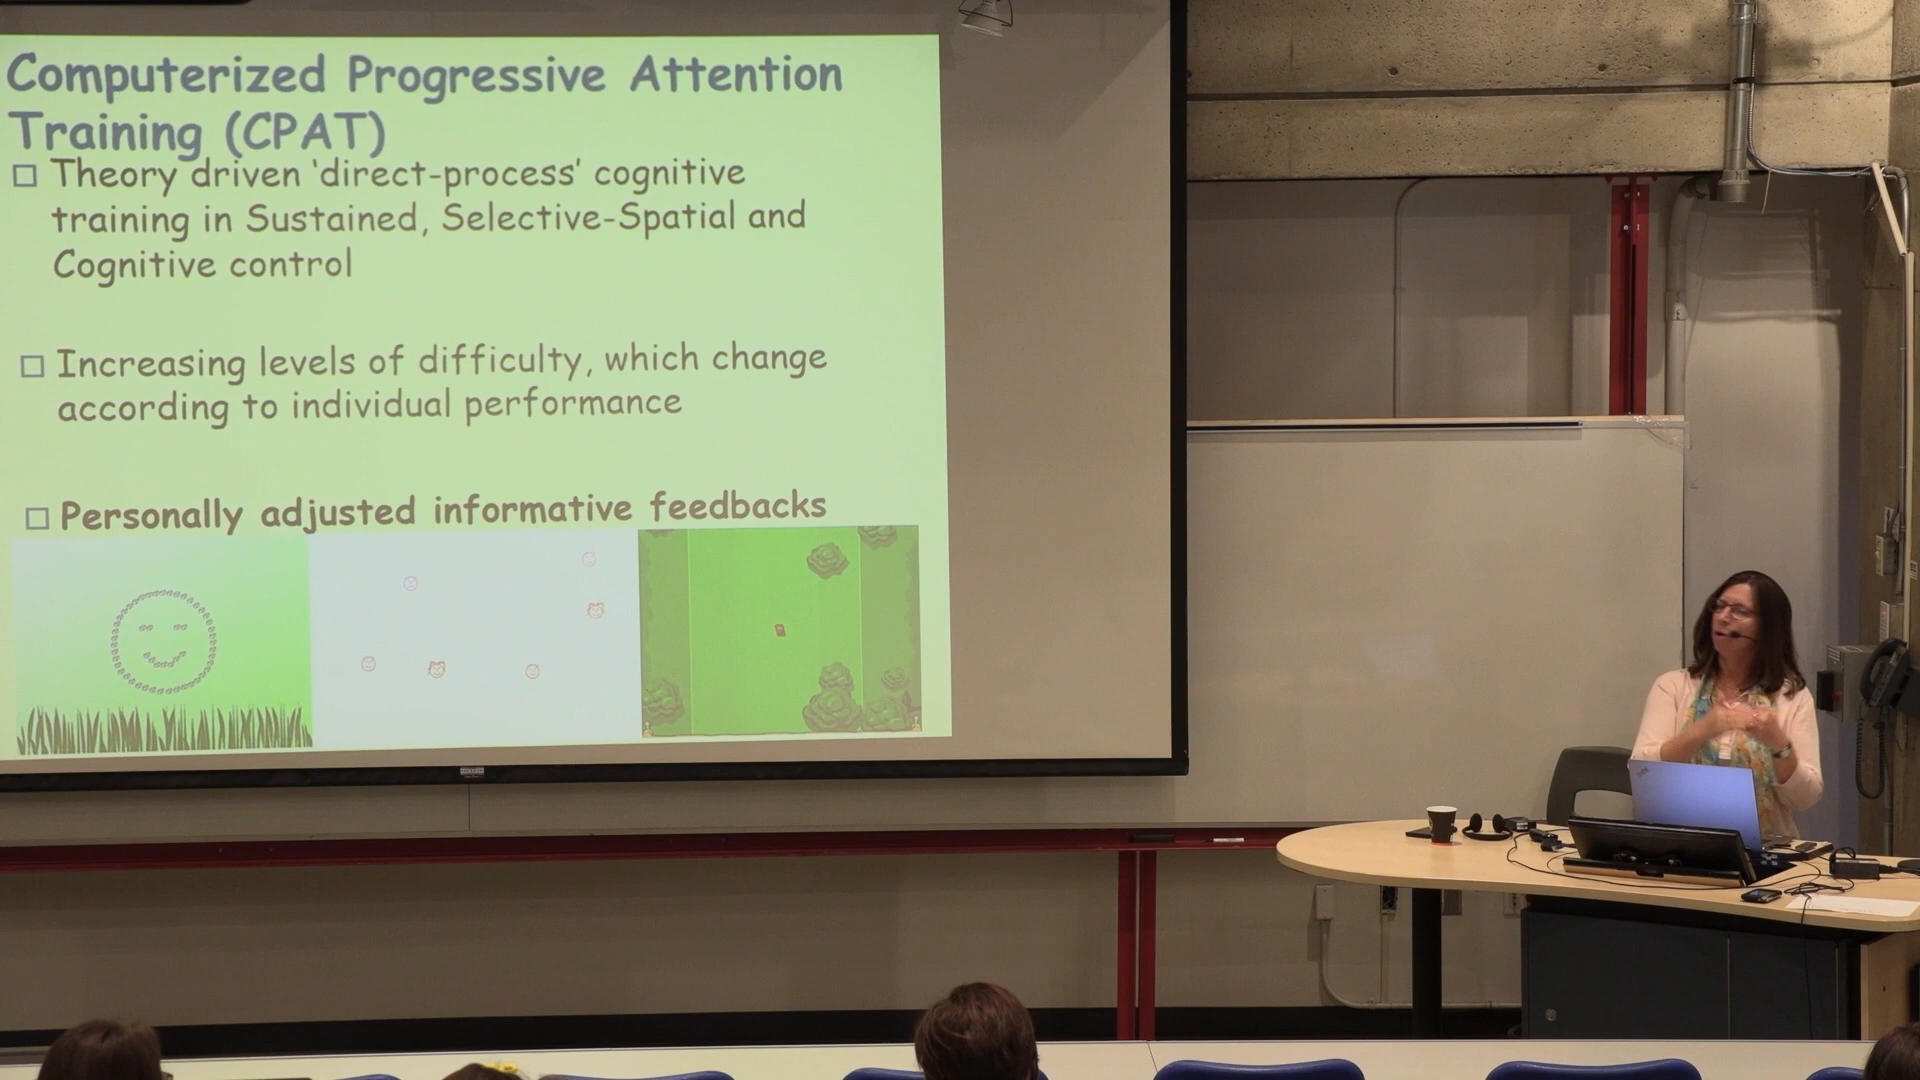 Computerized Progressive Attention
Training (CPAT)
Theory driven 'direct-process' cognitive
training in Sustained, Selective-Spatial and
Cognitive control
Increasing levels of difficulty, which change
according to individual performance
Personally adjusted informative feedbacks